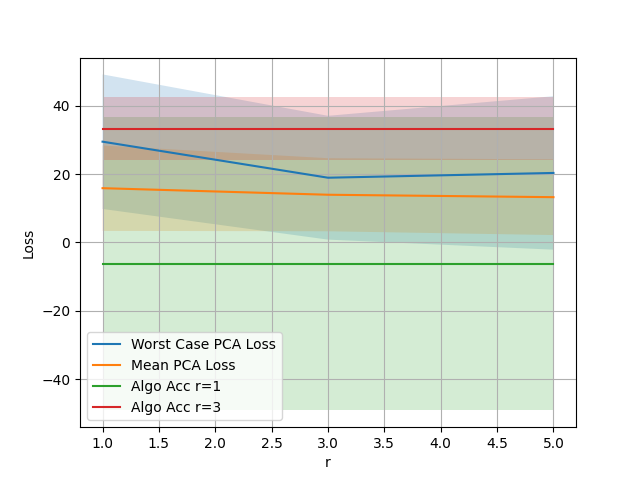 40
20
0
−20
−40
Loss
Worst Case PCA Loss
Mean PCA Loss
Algo Acc r=1
Algo Acc r=3
1.0 1.5 2.0 2.5 3.0 3.5 4.0 4.5 5.0
r